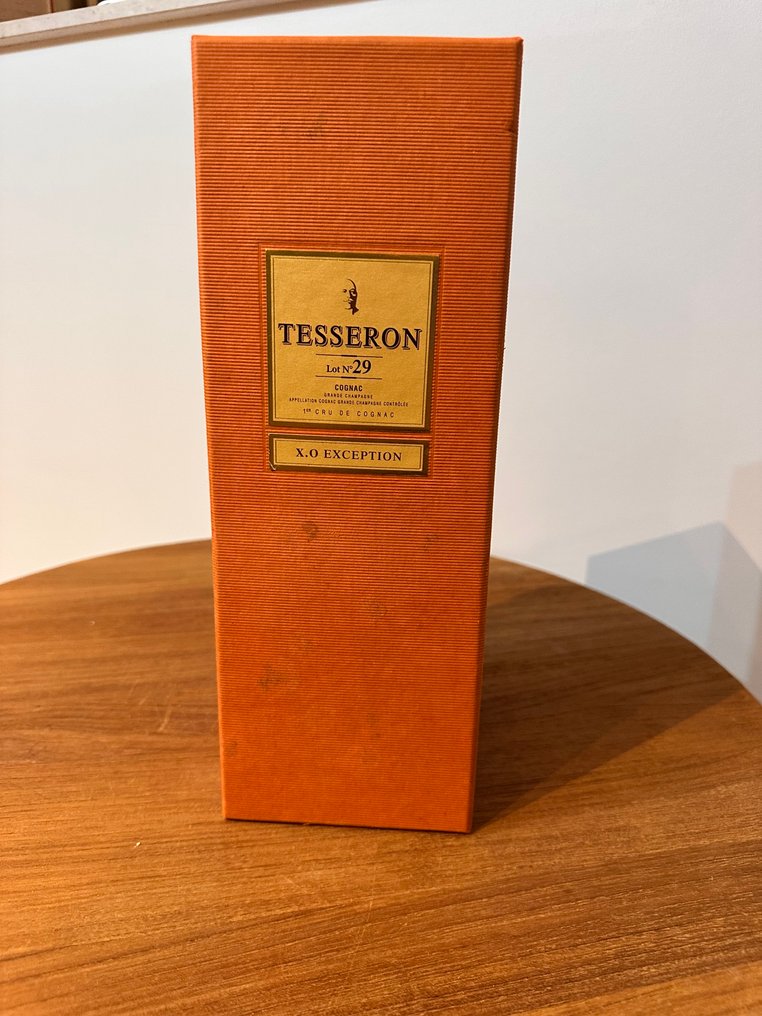 TESSERON
Lot N°29
COGNAC
GRANDE CHAMPAGNE
APPELLATION COGNAC GRANDE CHAMPAGNE CONTRÔLÉE
1ER CRU DE COGNAC
X.O EXCEPTION